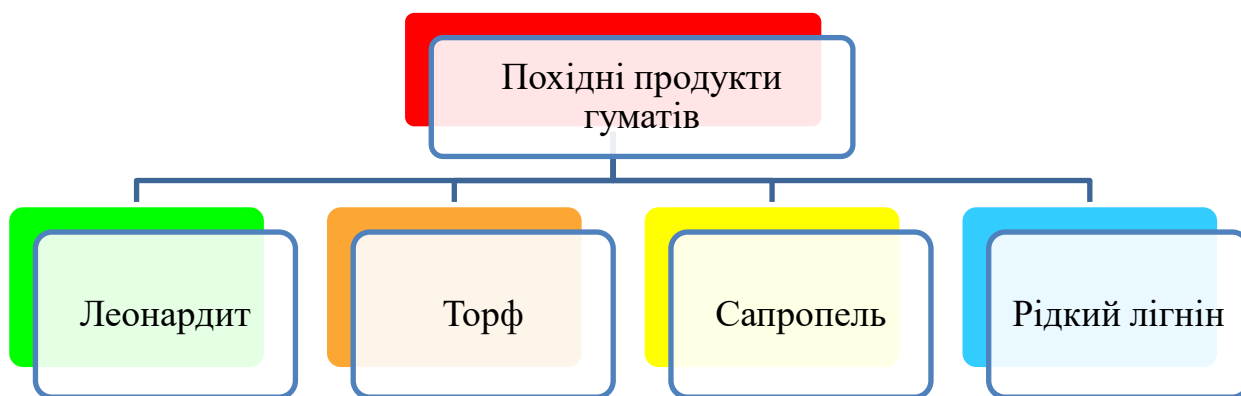 Похідні продукти
гуматів
Леонардит
Торф
Сапропель
Рідкий лігнін